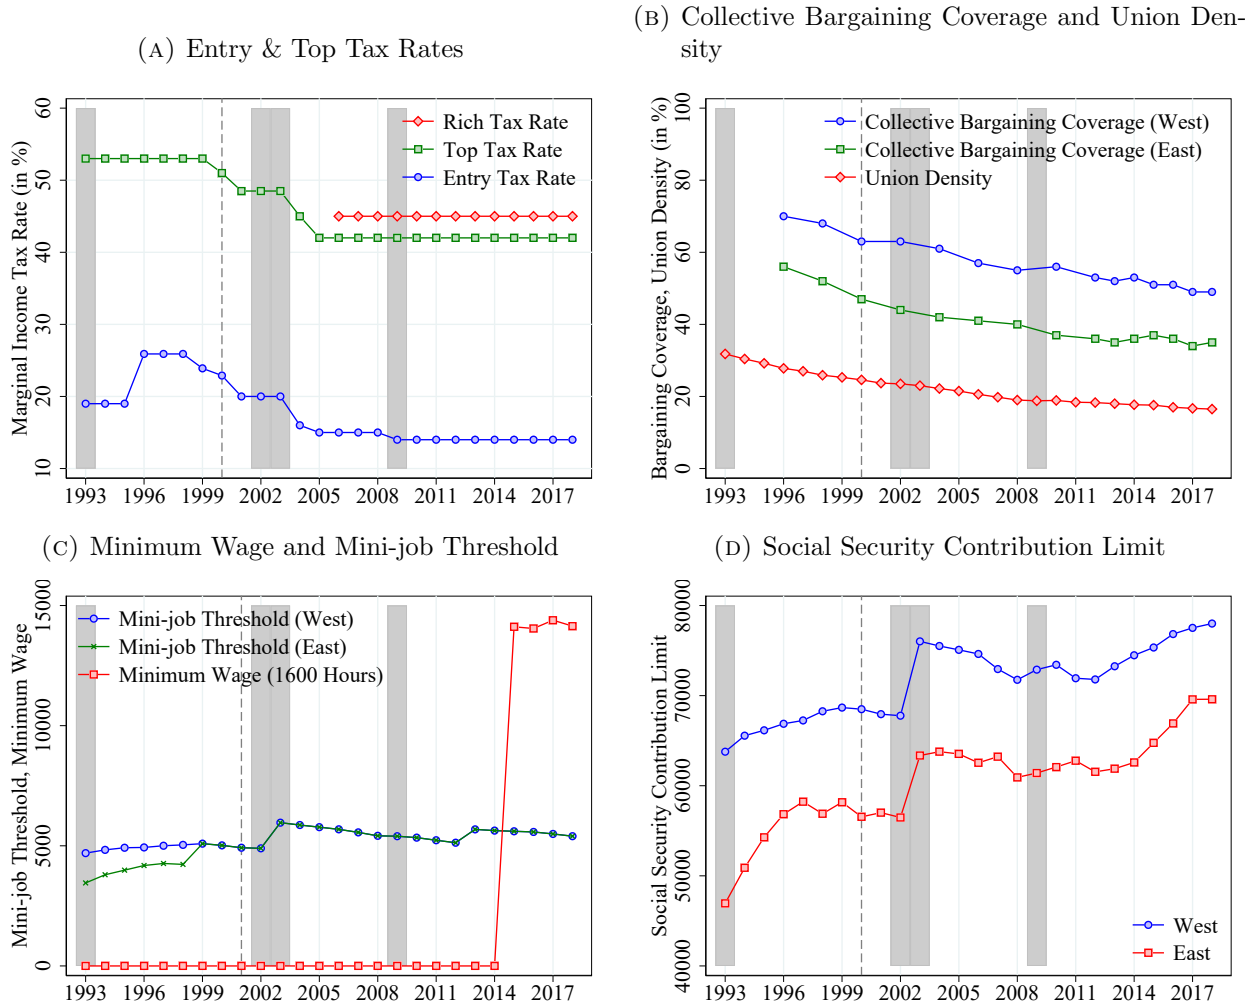 (A) Entry & Top Tax Rates
Marginal Income Tax Rate (in %)
60
50
40
30
20
10
Rich Tax Rate
Top Tax Rate
Entry Tax Rate
1993 1996 1999 2002 2005 2008 2011 2014 2017
(B) Collective Bargaining Coverage and Union Den-
sity
Bargaining Coverage, Union Density (in %)
100
80
60
40
20
0
Collective Bargaining Coverage (West)
Collective Bargaining Coverage (East)
Union Density
1993 1996 1999 2002 2005 2008 2011 2014 2017
(C) Minimum Wage and Mini-job Threshold
Mini-job Threshold, Minimum Wage
15000
10000
5000
0
Mini-job Threshold (West)
Mini-job Threshold (East)
Minimum Wage (1600 Hours)
1993 1996 1999 2002 2005 2008 2011 2014 2017
(D) Social Security Contribution Limit
Social Security Contribution Limit
80000
70000
60000
50000
40000
West
East
1993 1996 1999 2002 2005 2008 2011 2014 2017